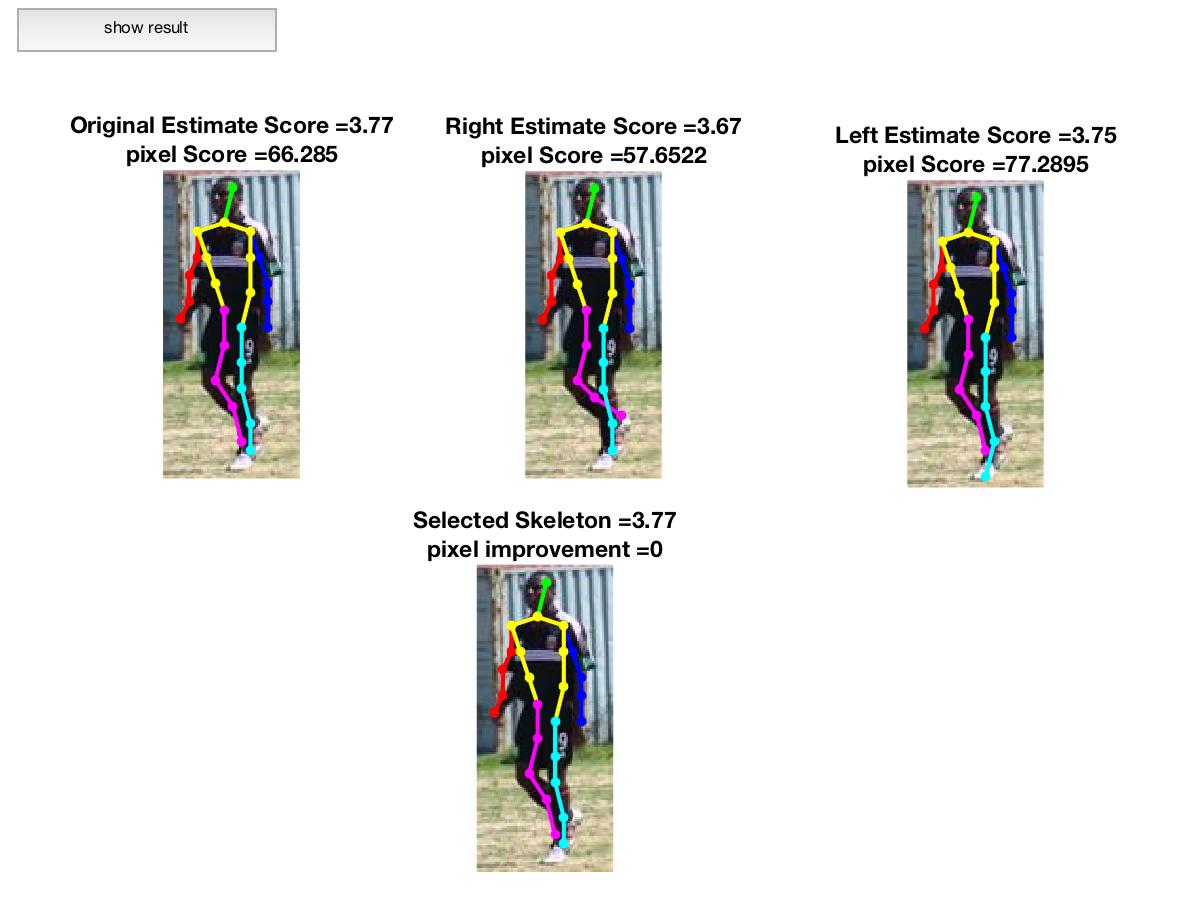 show result
Original Estimate Score =3.77
pixel Score =66.285
Right Estimate Score =3.67
pixel Score =57.6522
Left Estimate Score =3.75
pixel Score =77.2895
Selected Skeleton =3.77
pixel improvement =0